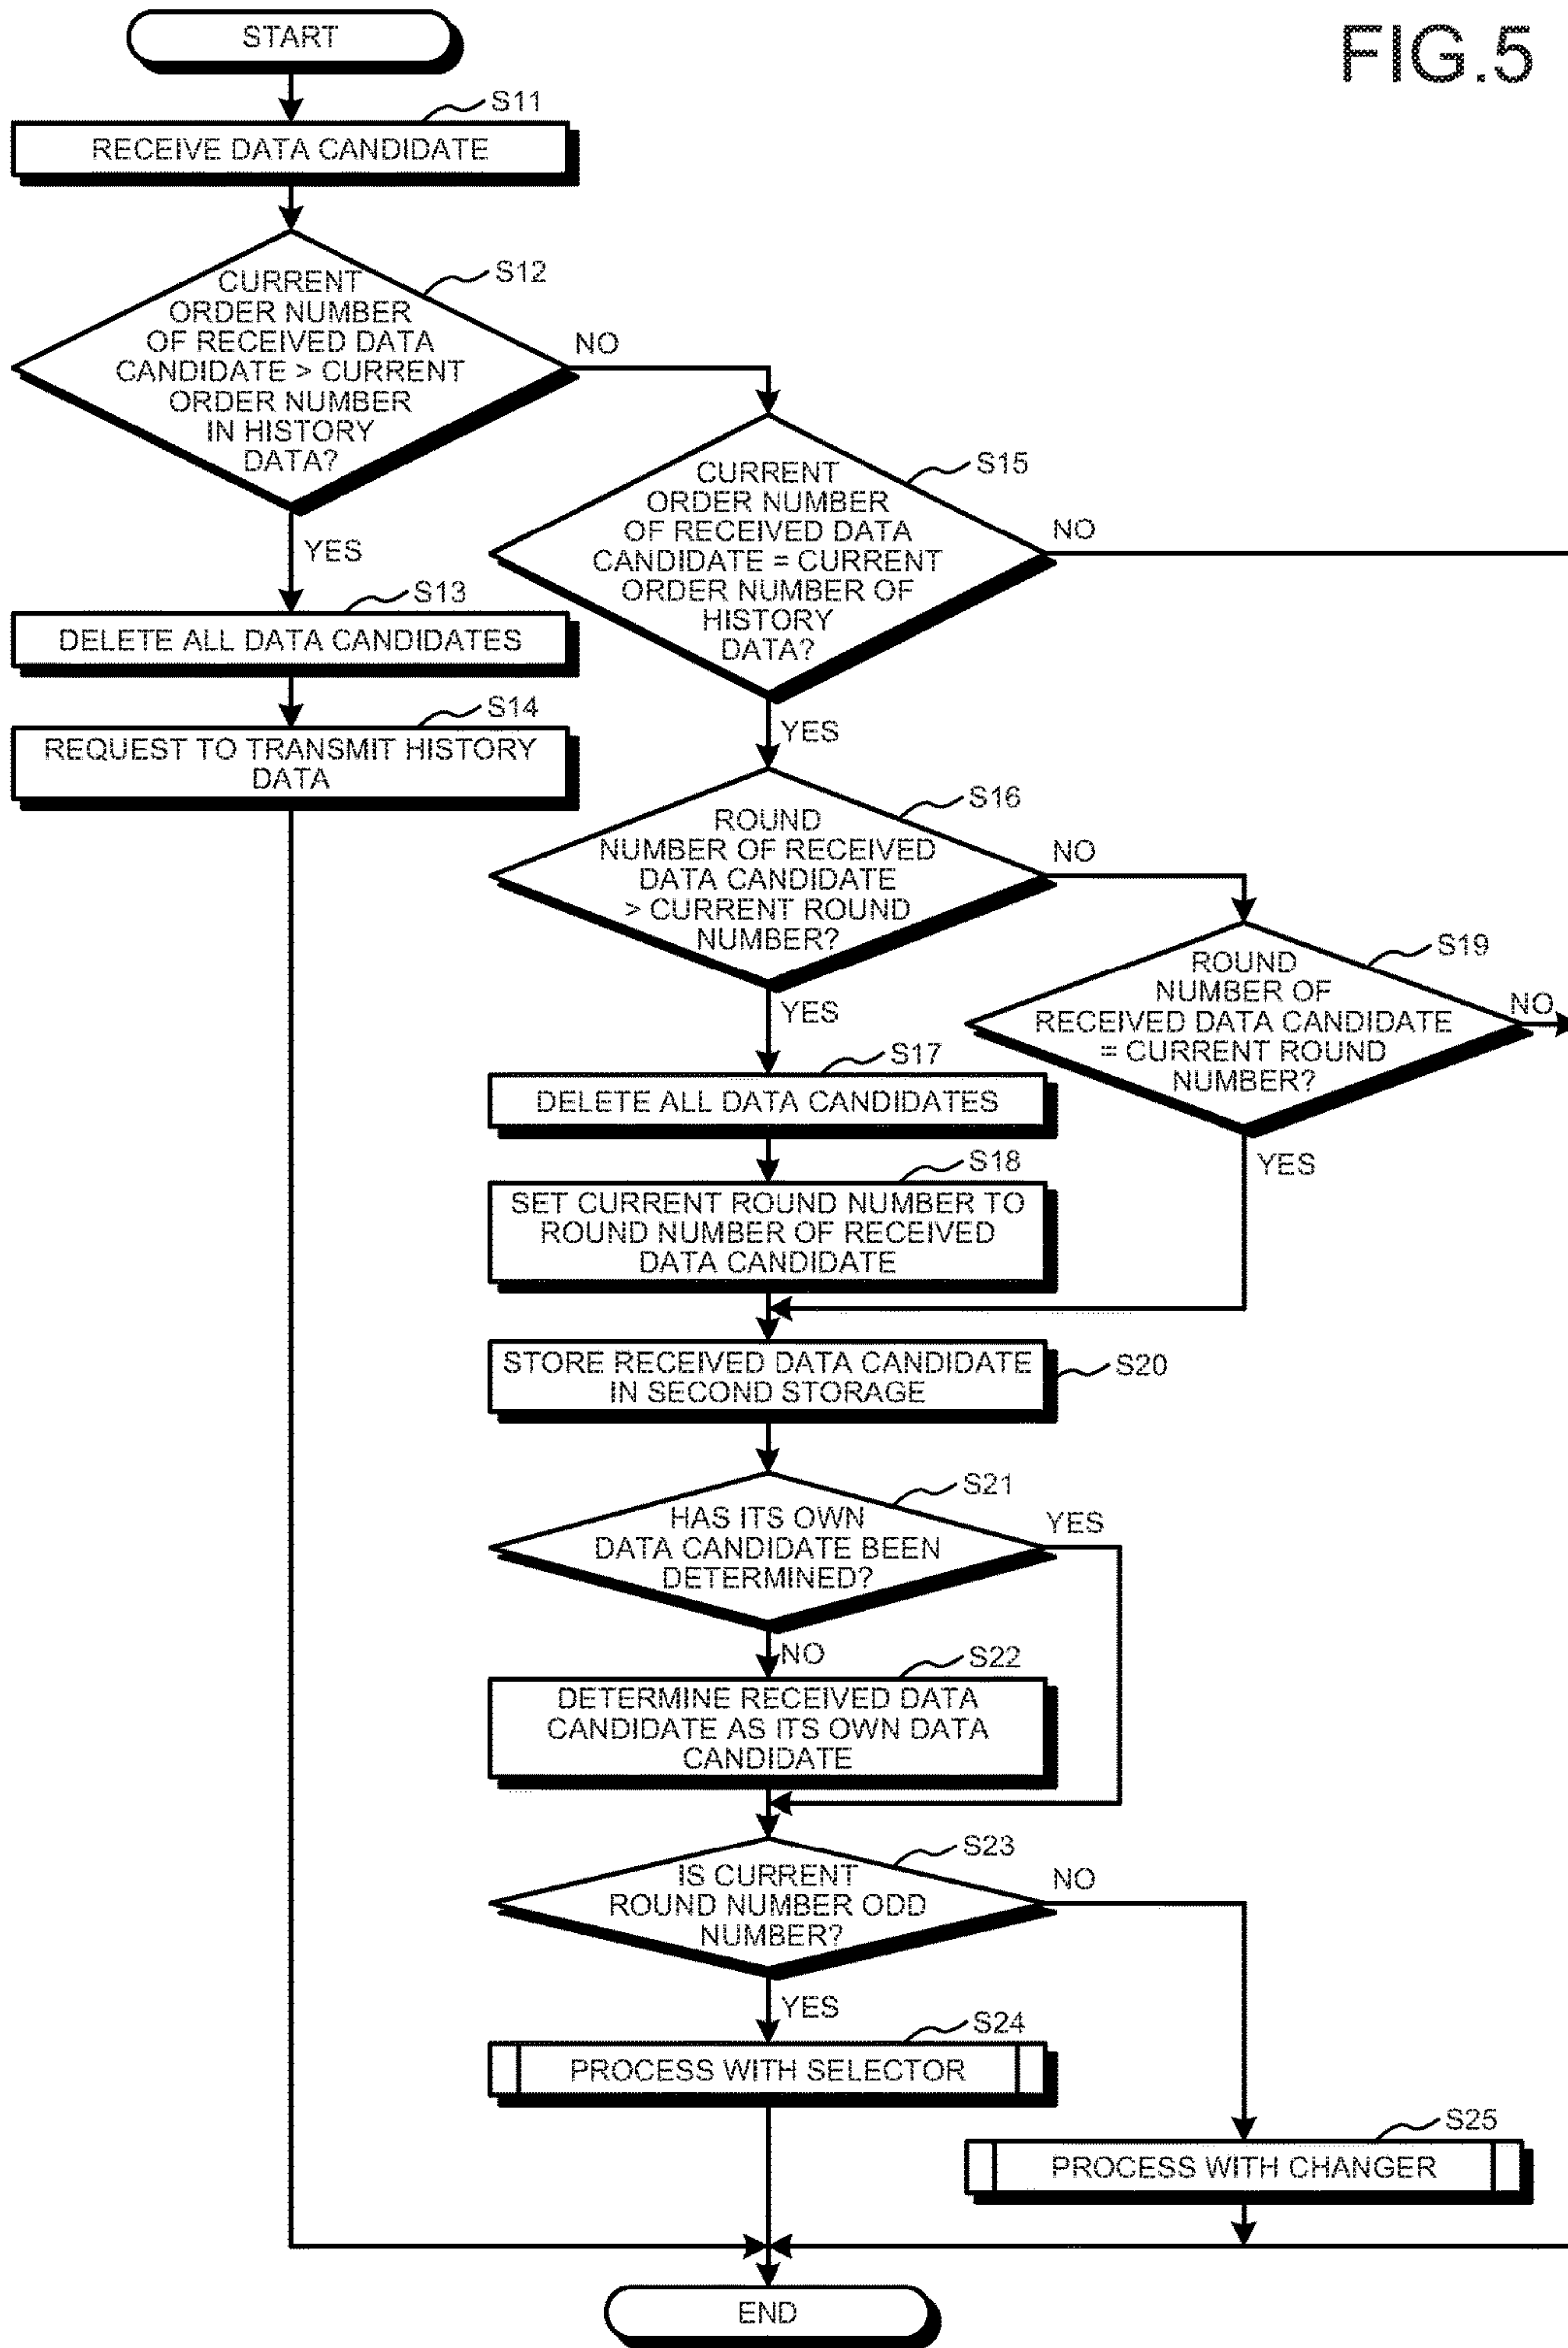 FIG.5
START
S11
RECEIVE DATA CANDIDATE
S12
CURRENT
ORDER NUMBER
OF RECEIVED DATA
CANDIDATE > CURRENT
ORDER NUMBER
IN HISTORY
DATA?
NO
YES
S13
DELETE ALL DATA CANDIDATES
S14
REQUEST TO TRANSMIT HISTORY
DATA
S15
CURRENT
ORDER NUMBER
OF RECEIVED DATA
CANDIDATE = CURRENT
ORDER NUMBER OF
HISTORY
DATA?
NO
YES
S16
ROUND
NUMBER OF RECEIVED
DATA CANDIDATE
> CURRENT ROUND
NUMBER?
NO
YES
S19
ROUND
NUMBER OF
RECEIVED DATA CANDIDATE
= CURRENT ROUND
NUMBER?
NO
YES
S17
DELETE ALL DATA CANDIDATES
S18
SET CURRENT ROUND NUMBER TO
ROUND NUMBER OF RECEIVED
DATA CANDIDATE
STORE RECEIVED DATA CANDIDATE
IN SECOND STORAGE
S20
S21
HAS ITS OWN
DATA CANDIDATE BEEN
DETERMINED?
YES
NO
S22
DETERMINE RECEIVED DATA
CANDIDATE AS ITS OWN DATA
CANDIDATE
S23
IS CURRENT
ROUND NUMBER ODD
NUMBER?
NO
YES
S24
PROCESS WITH SELECTOR
S25
PROCESS WITH CHANGER
END